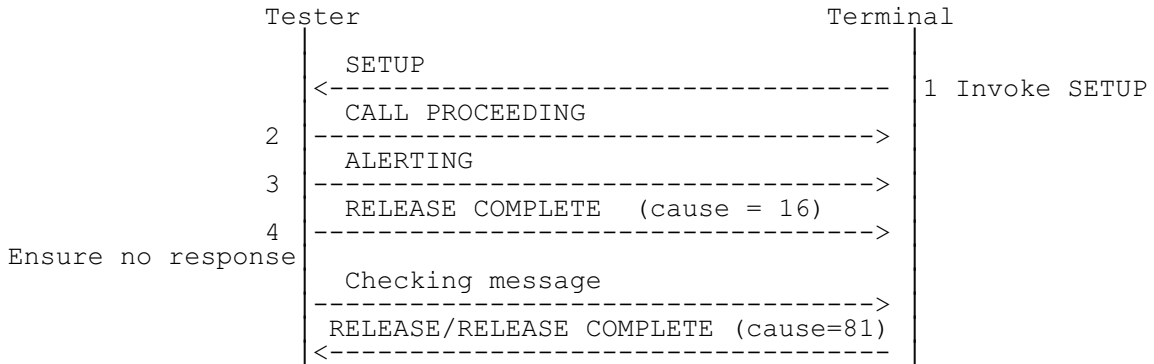 Tester Terminal
SETUP
<----------------------------------- 1 Invoke SETUP
CALL PROCEEDING
2 ----------------------------------->
ALERTING
3 ----------------------------------->
RELEASE COMPLETE (cause = 16)
4 ----------------------------------->
Ensure no response
Checking message
----------------------------------->
RELEASE/RELEASE COMPLETE (cause=81)
<-----------------------------------